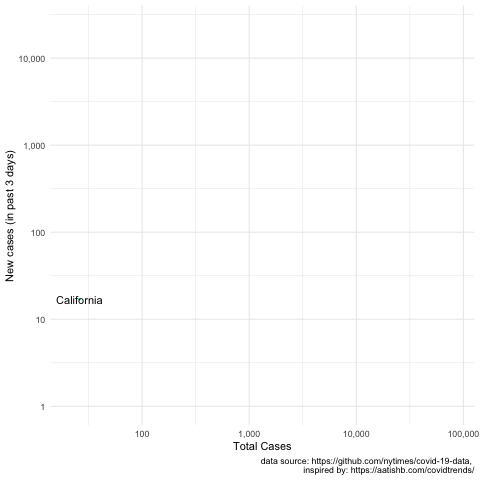 10,000
1,000
100
10
1
New cases (in past 3 days)
California
100
1,000
10,000
100,000
Total Cases
data source: https://github.com/nytimes/covid-19-data,
inspired by: https://aatishb.com/covidtrends/